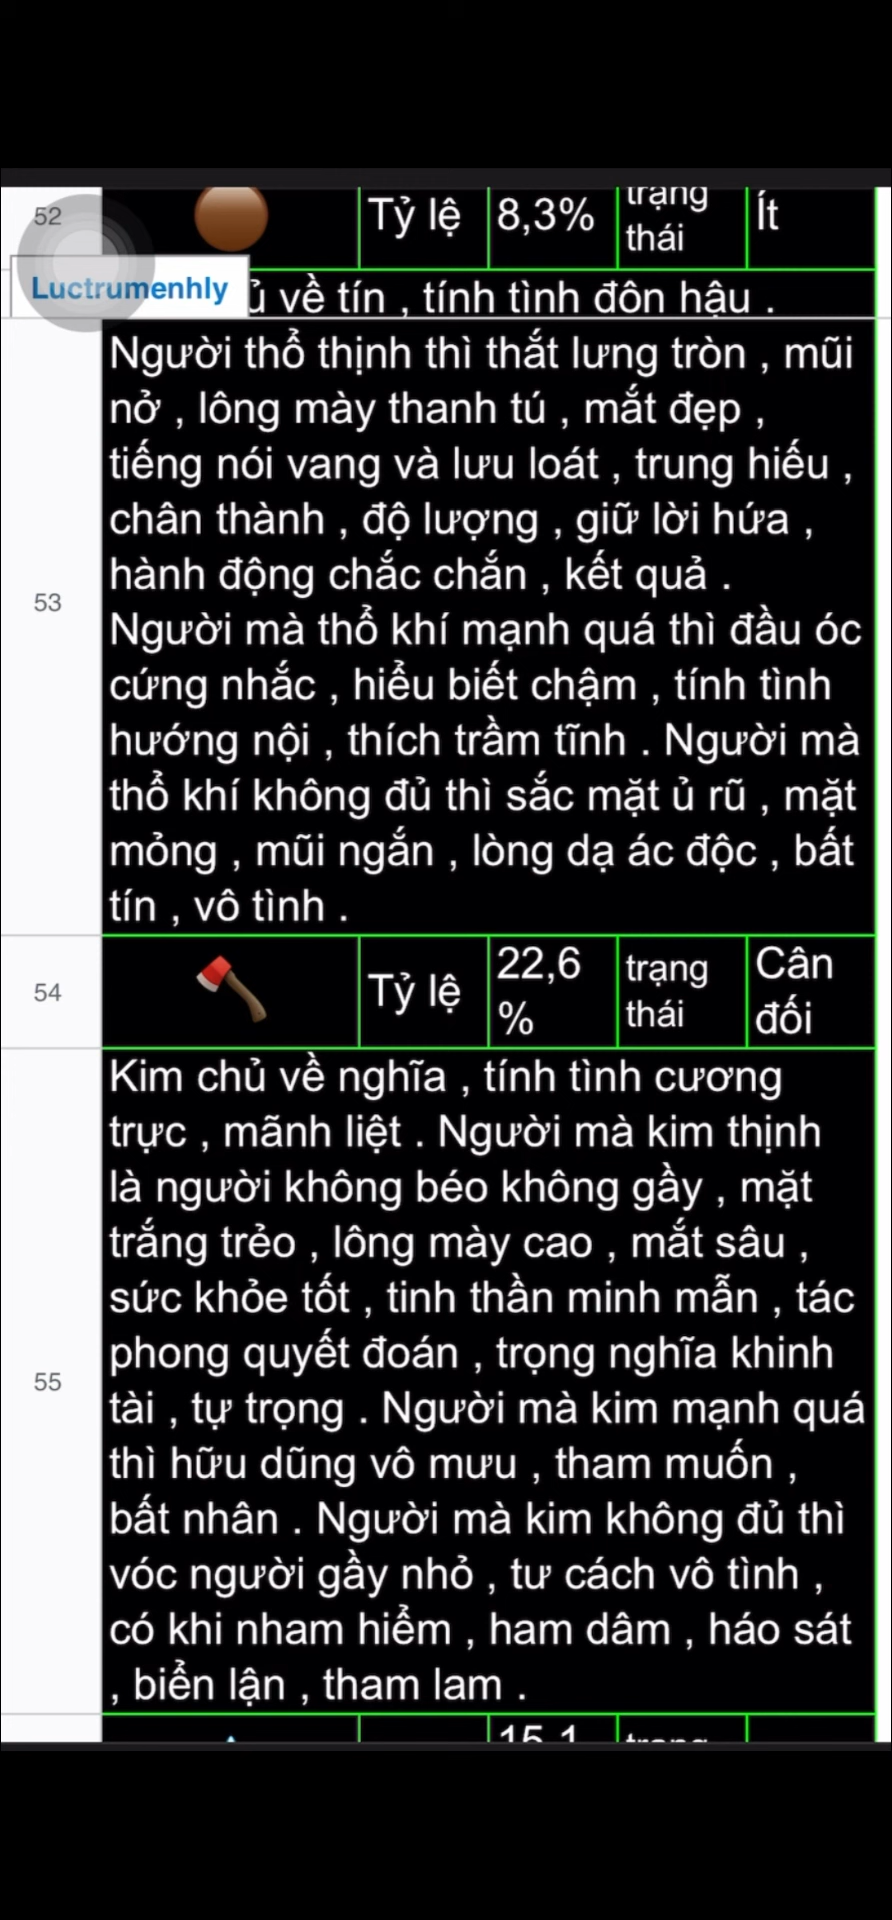 52
Tỷ lệ
8,3%
trạng
thái
Ít
Luctrumenhly
ủ về tín , tính tình đôn hậu .
Người thổ thịnh thì thắt lưng tròn , mũi
nở , lông mày thanh tú , mắt đẹp ,
tiếng nói vang và lưu loát , trung hiếu ,
chân thành , độ lượng , giữ lời hứa ,
hành động chắc chắn , kết quả .
53
Người mà thổ khí mạnh quá thì đầu óc
cứng nhắc , hiểu biết chậm , tính tình
hướng nội , thích trầm tĩnh . Người mà
thổ khí không đủ thì sắc mặt ủ rũ , mặt
mỏng , mũi ngắn , lòng dạ ác độc , bất
tín , vô tình .
54
Tỷ lệ
22,6
%
trạng
thái
Cân
đối
Kim chủ về nghĩa , tính tình cương
trực , mãnh liệt . Người mà kim thịnh
là người không béo không gầy , mặt
trắng trẻo , lông mày cao , mắt sâu ,
sức khỏe tốt , tinh thần minh mẫn , tác
phong quyết đoán , trọng nghĩa khinh
55
tài , tự trọng . Người mà kim mạnh quá
thì hữu dũng vô mưu , tham muốn ,
bất nhân . Người mà kim không đủ thì
vóc người gầy nhỏ , tư cách vô tình ,
có khi nham hiểm , ham dâm , háo sát
, biển lận , tham lam .
15,1